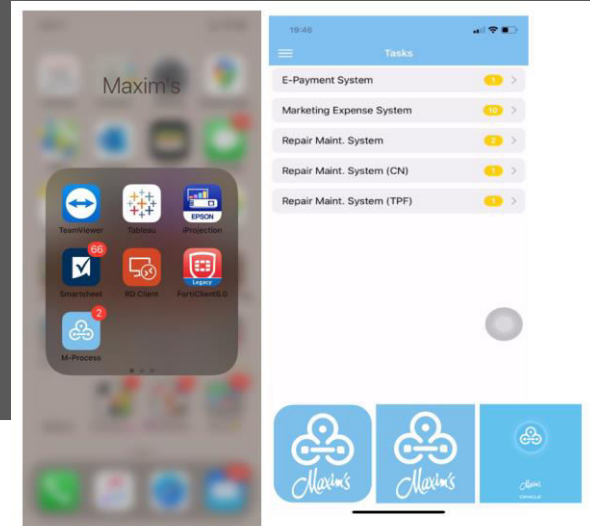 Maxim's
EPSON
TeamViewer
Tableau
iProjection
66
Legacy
Smartsheet
RD Client
FortiClient6.0
2
M-Process
19:46
Tasks
E-Payment System 1
Marketing Expense System 10
Repair Maint. System 2
Repair Maint. System (CN) 1
Repair Maint. System (TPF) 1
Maxim's
Maxim's
Maxim's
ORACLE